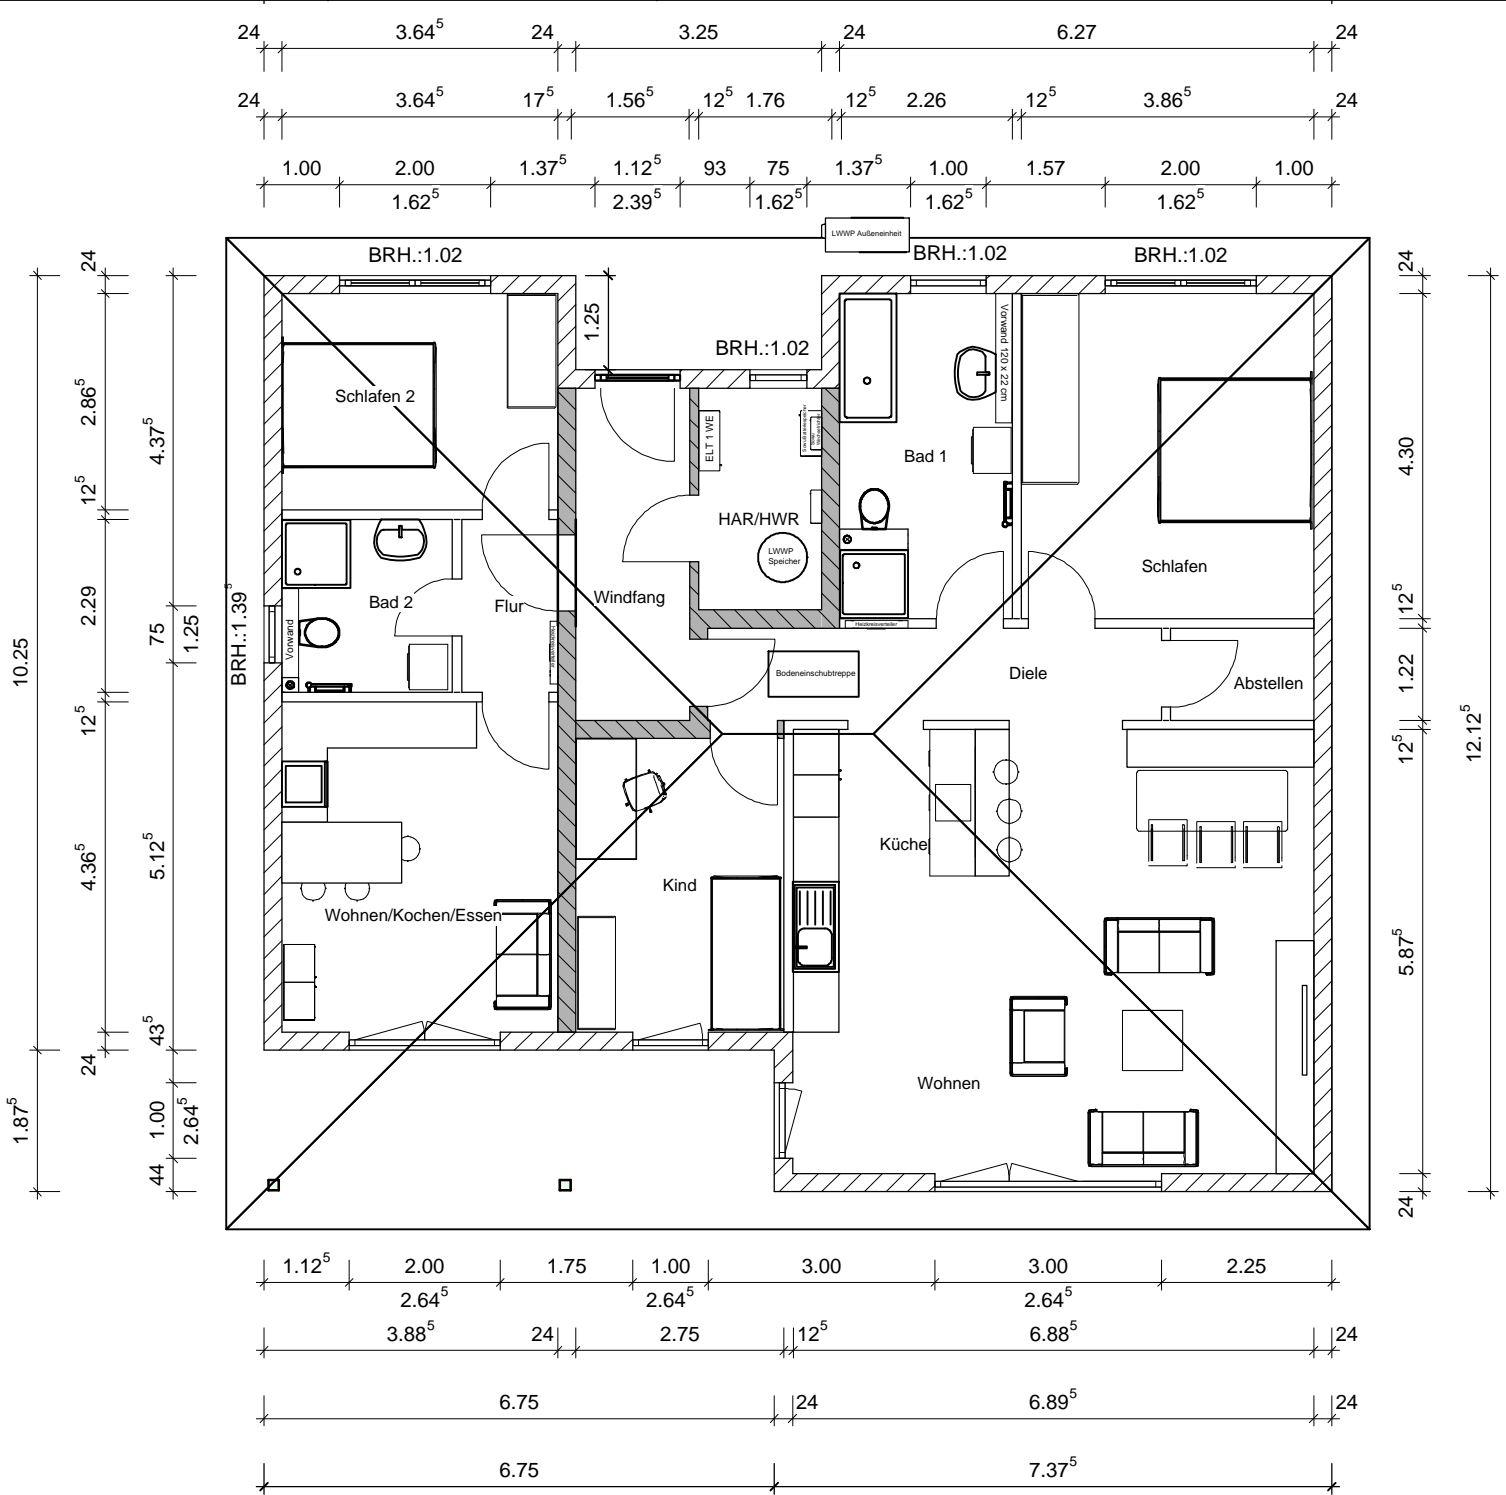 24 3.64⁵ 24 3.25 24 6.27 24
24 3.64⁵ 17⁵ 1.56⁵ 12⁵ 1.76 12⁵ 2.26 12⁵ 3.86⁵ 24
1.00 2.00 1.37⁵ 1.12⁵ 93 75 1.37⁵ 1.00 1.57 2.00 1.00
1.62⁵ 2.39⁵ 1.62⁵ 1.62⁵ 1.62⁵
LWWP Außeneinheit
BRH.:1.02 BRH.:1.02 BRH.:1.02
BRH.:1.02
1.25
Schlafen 2
ELT 1 WE
Vorwand 120 x 22 cm
Bad 1
HAR/HWR
LWWP
Speicher
Schlafen
Bad 2
Flur
Windfang
Vorwand
Heizkreisverteiler
Heizkreisverteiler
Bodeneinschubtreppe
Diele
Abstellen
Küche
Kind
Wohnen/Kochen/Essen
Wohnen
BRH.:1.39⁵
10.25
1.87⁵
24
2.86⁵
12⁵
2.29
12⁵
4.36⁵
24
4.37⁵
75
1.25
5.12⁵
43⁵
1.00
2.64⁵
44
24
4.30
12⁵
1.22
12⁵
5.87⁵
24
12.12⁵
1.12⁵ 2.00 1.75 1.00 3.00 3.00 2.25
2.64⁵ 2.64⁵ 2.64⁵
3.88⁵ 24 2.75 12⁵ 6.88⁵ 24
6.75 24 6.89⁵ 24
6.75 7.37⁵